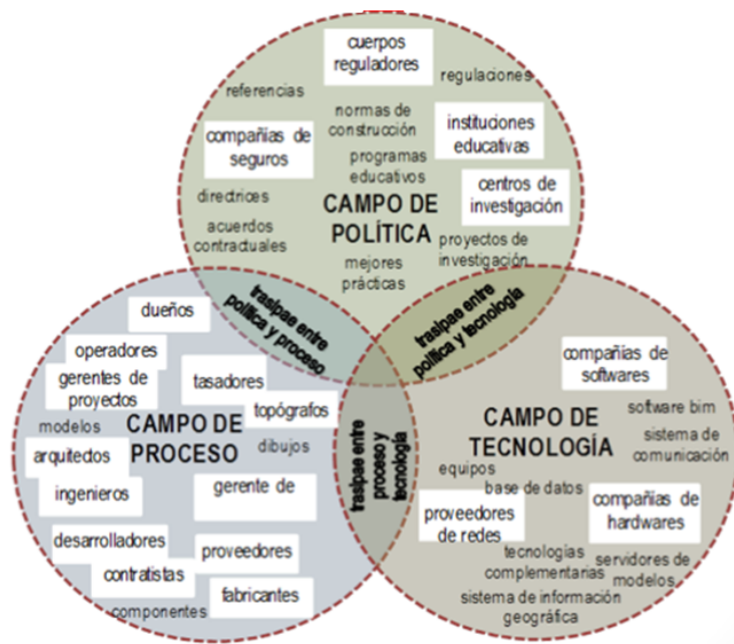 cuerpos
reguladores
regulaciones
referencias
normas de
construcción
instituciones
educativas
compañías de
seguros
programas
educativos
centros de
investigación
directrices
CAMPO DE
POLÍTICA
acuerdos
contractuales
proyectos de
investigación
mejores
prácticas
traslpae entre
política y proceso
traslpae entre
política y tecnología
dueños
operadores
gerentes de
proyectos
tasadores
topógrafos
modelos
CAMPO DE
PROCESO
dibujos
arquitectos
ingenieros
gerente de
desarrolladores
proveedores
contratistas
fabricantes
componentes
traslpae entre
proceso y
tecnología
compañías de
softwares
software bim
CAMPO DE
TECNOLOGÍA
sistema de
comunicación
equipos
base de datos
compañías de
hardwares
proveedores
de redes
tecnologías
complementarias
servidores de
modelos
sistema de información
geográfica